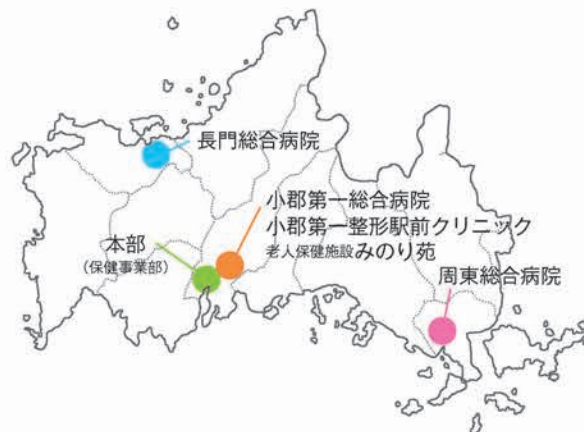 長門総合病院
小郡第一総合病院
小郡第一整形駅前クリニック
老人保健施設みのり苑
本部
(保健事業部)
周東総合病院